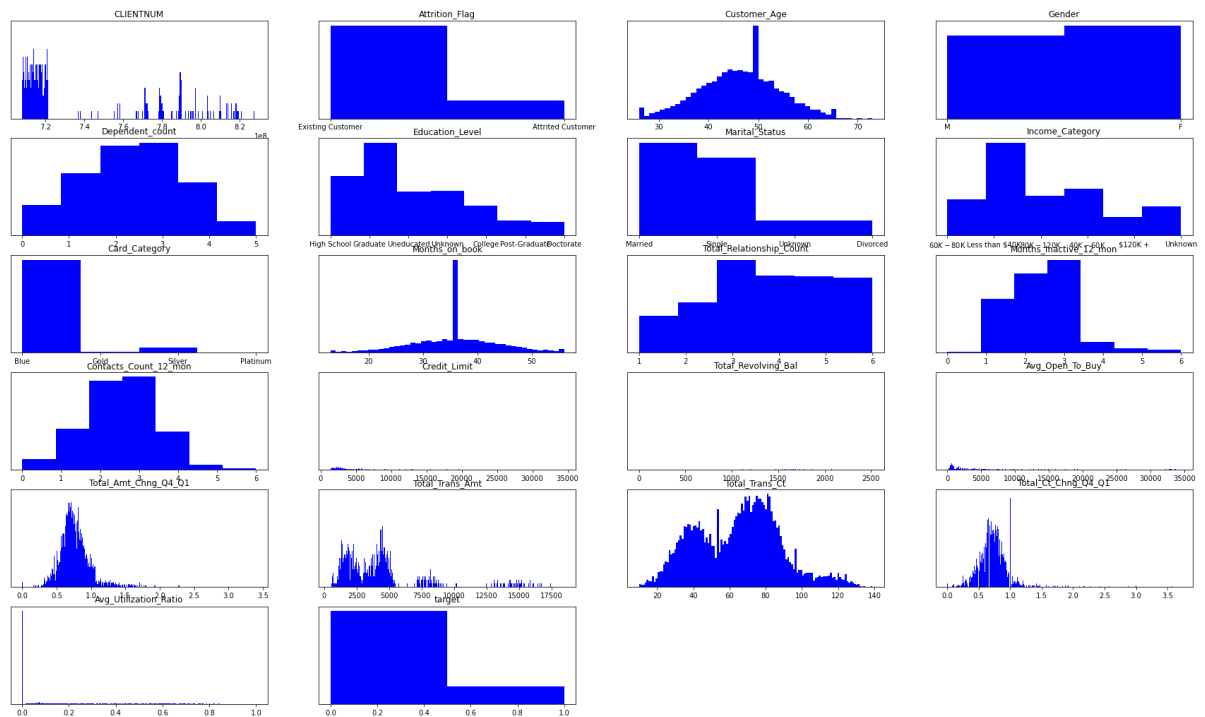 CLIENTNUM Attrition_Flag Customer_Age Gender
7.2 7.4 7.6 7.8 8.0 8.2 Existing Customer Attrited Customer 30 40 50 60 70 M F
1e8
Dependent_count Education_Level Marital_Status Income_Category
0 1 2 3 4 5 High School Graduate Uneducated Unknown College Post-Graduate Doctorate Married Single Unknown Divorced 60K - 80K Less than $40K 80K - 120K 40K - 60K $120K + Unknown
Card_Category Months_on_book Total_Relationship_Count Months_Inactive_12_mon
Blue Gold Silver Platinum 20 30 40 50 1 2 3 4 5 6 0 1 2 3 4 5 6
Contacts_Count_12_mon Credit_Limit Total_Revolving_Bal Avg_Open_To_Buy
0 1 2 3 4 5 6 0 5000 10000 15000 20000 25000 30000 35000 0 500 1000 1500 2000 2500 0 5000 10000 15000 20000 25000 30000 35000
Total_Amt_Chng_Q4_Q1 Total_Trans_Amt Total_Trans_Ct Total_Ct_Chng_Q4_Q1
0.0 0.5 1.0 1.5 2.0 2.5 3.0 3.5 0 2500 5000 7500 10000 12500 15000 17500 20 40 60 80 100 120 140 0.0 0.5 1.0 1.5 2.0 2.5 3.0 3.5
Avg_Utilization_Ratio target
0.0 0.2 0.4 0.6 0.8 1.0 0.0 0.2 0.4 0.6 0.8 1.0